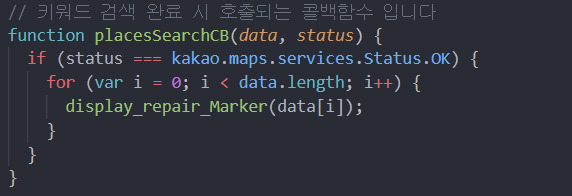 // 키워드 검색 완료 시 호출되는 콜백함수 입니다
function placesSearchCB(data, status) {
  if (status === kakao.maps.services.Status.OK) {
    for (var i = 0; i < data.length; i++) {
      display_repair_Marker(data[i]);
    }
  }
}